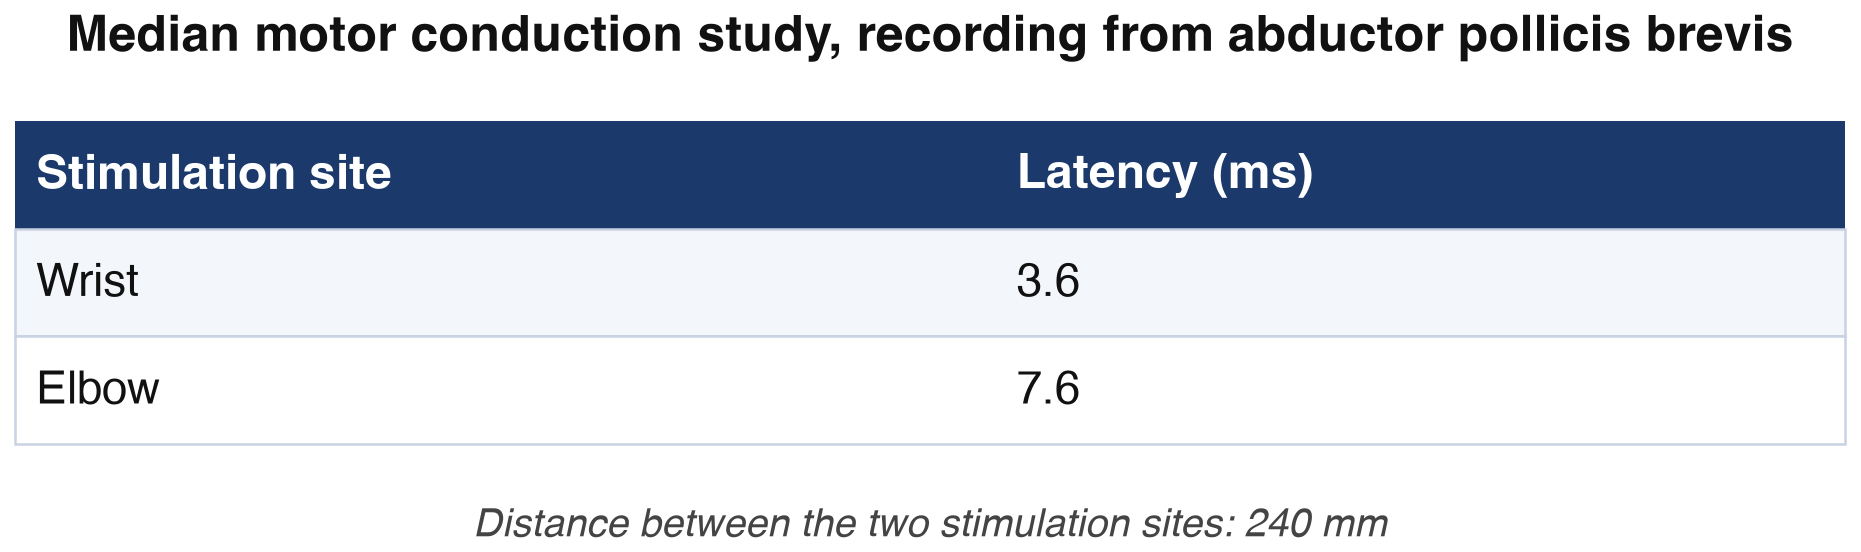 Median motor conduction study, recording from abductor pollicis brevis
Stimulation site Latency (ms)
Wrist 3.6
Elbow 7.6
Distance between the two stimulation sites: 240 mm